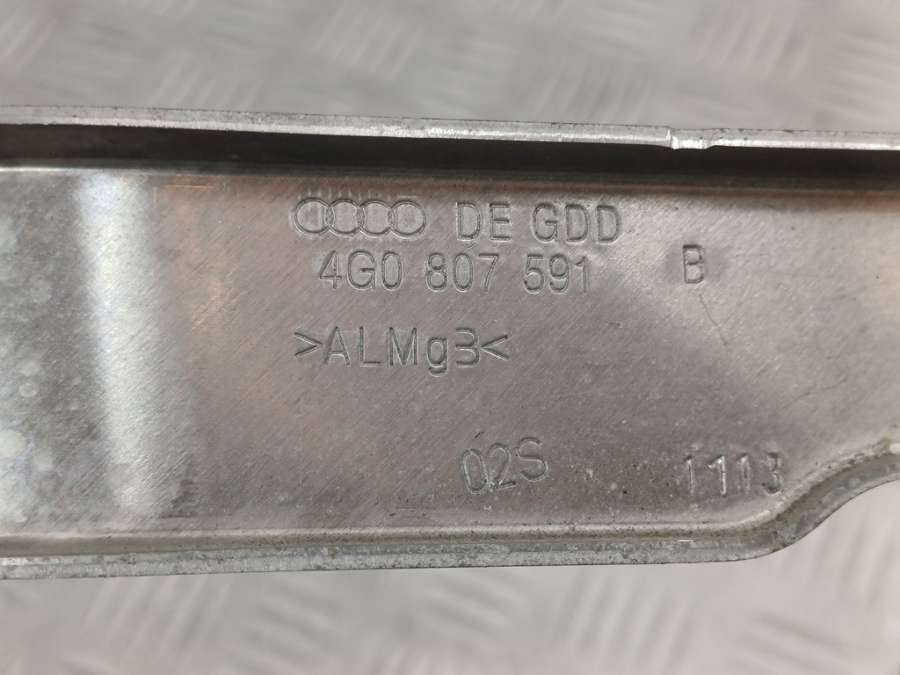 DE GDD
4G0 807 591 B
>ALMg3<
02S 1113